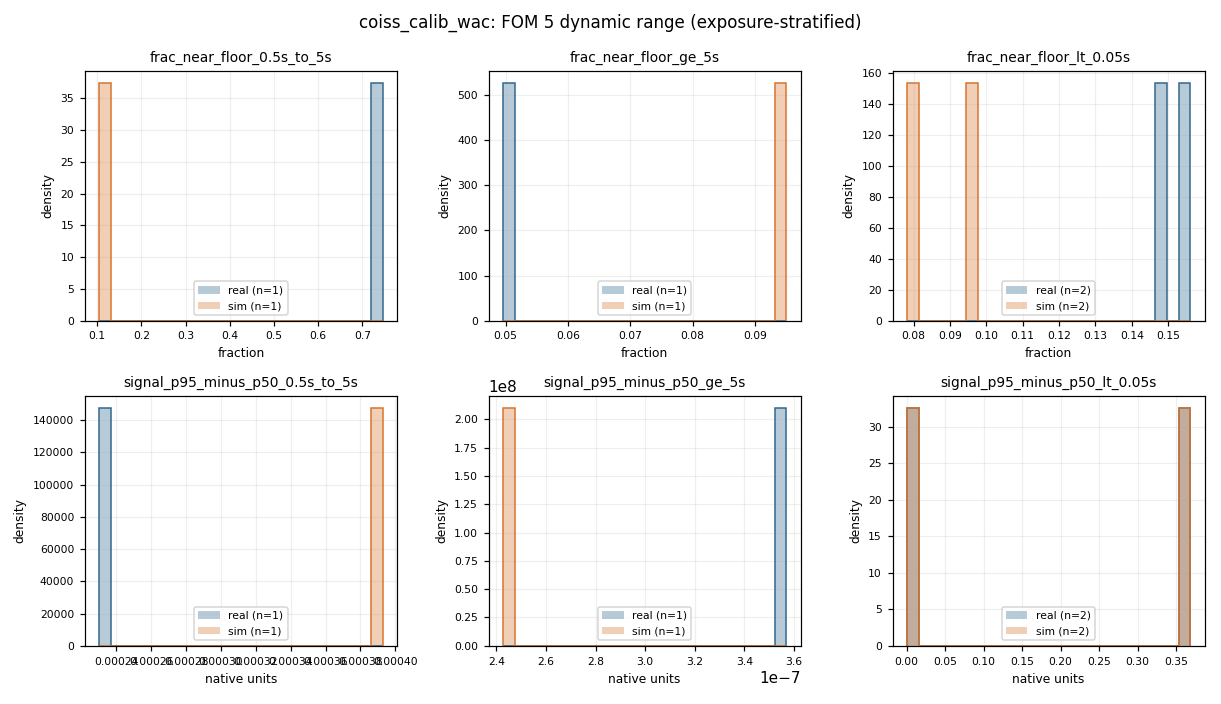 coiss_calib_wac: FOM 5 dynamic range (exposure-stratified)
frac_near_floor_0.5s_to_5s
density
35
30
25
20
15
10
5
0
real (n=1)
sim (n=1)
0.1 0.2 0.3 0.4 0.5 0.6 0.7
fraction
frac_near_floor_ge_5s
density
500
400
300
200
100
0
real (n=1)
sim (n=1)
0.05 0.06 0.07 0.08 0.09
fraction
frac_near_floor_lt_0.05s
density
160
140
120
100
80
60
40
20
0
real (n=2)
sim (n=2)
0.08 0.09 0.10 0.11 0.12 0.13 0.14 0.15
fraction
signal_p95_minus_p50_0.5s_to_5s
density
140000
120000
100000
80000
60000
40000
20000
0
real (n=1)
sim (n=1)
native units
signal_p95_minus_p50_ge_5s
1e8
density
2.00
1.75
1.50
1.25
1.00
0.75
0.50
0.25
0.00
real (n=1)
sim (n=1)
2.4 2.6 2.8 3.0 3.2 3.4 3.6
1e−7
native units
signal_p95_minus_p50_lt_0.05s
density
30
25
20
15
10
5
0
real (n=2)
sim (n=2)
0.00 0.05 0.10 0.15 0.20 0.25 0.30 0.35
native units